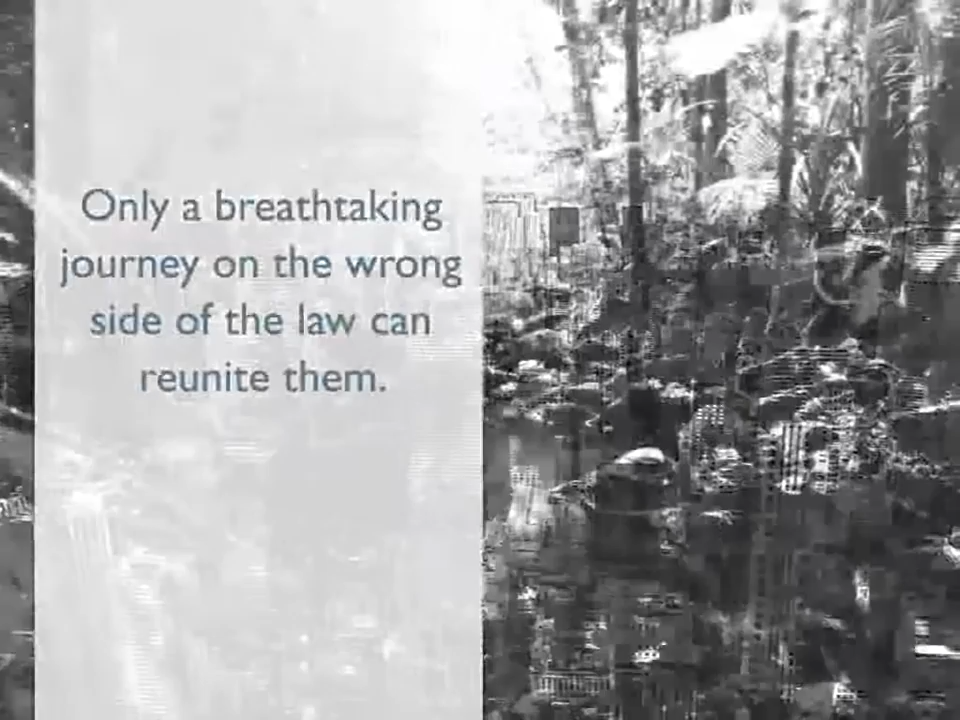 Only a breathtaking
journey on the wrong
side of the law can
reunite them.